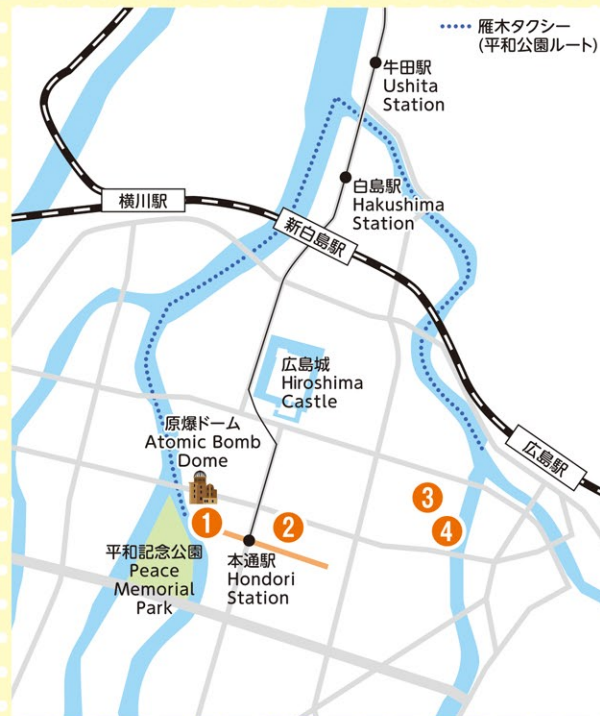 雁木タクシー
(平和公園ルート)
牛田駅
Ushita
Station
白島駅
Hakushima
Station
横川駅
新白島駅
広島城
Hiroshima
Castle
原爆ドーム
Atomic Bomb
Dome
広島駅
1
2
3
4
平和記念公園
Peace
Memorial
Park
本通駅
Hondori
Station